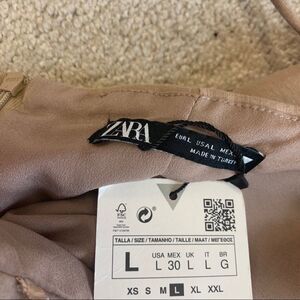 ZARA
EUR L USA L MEX
MADE IN TURKEY
FSC
TALLA / SIZE / TAMANHO / TAILLE / MAAT / ΜΕΓΕΘΟΣ
L
USA MEX UK IT BR
L 30 L L G
XS S M L XL XXL